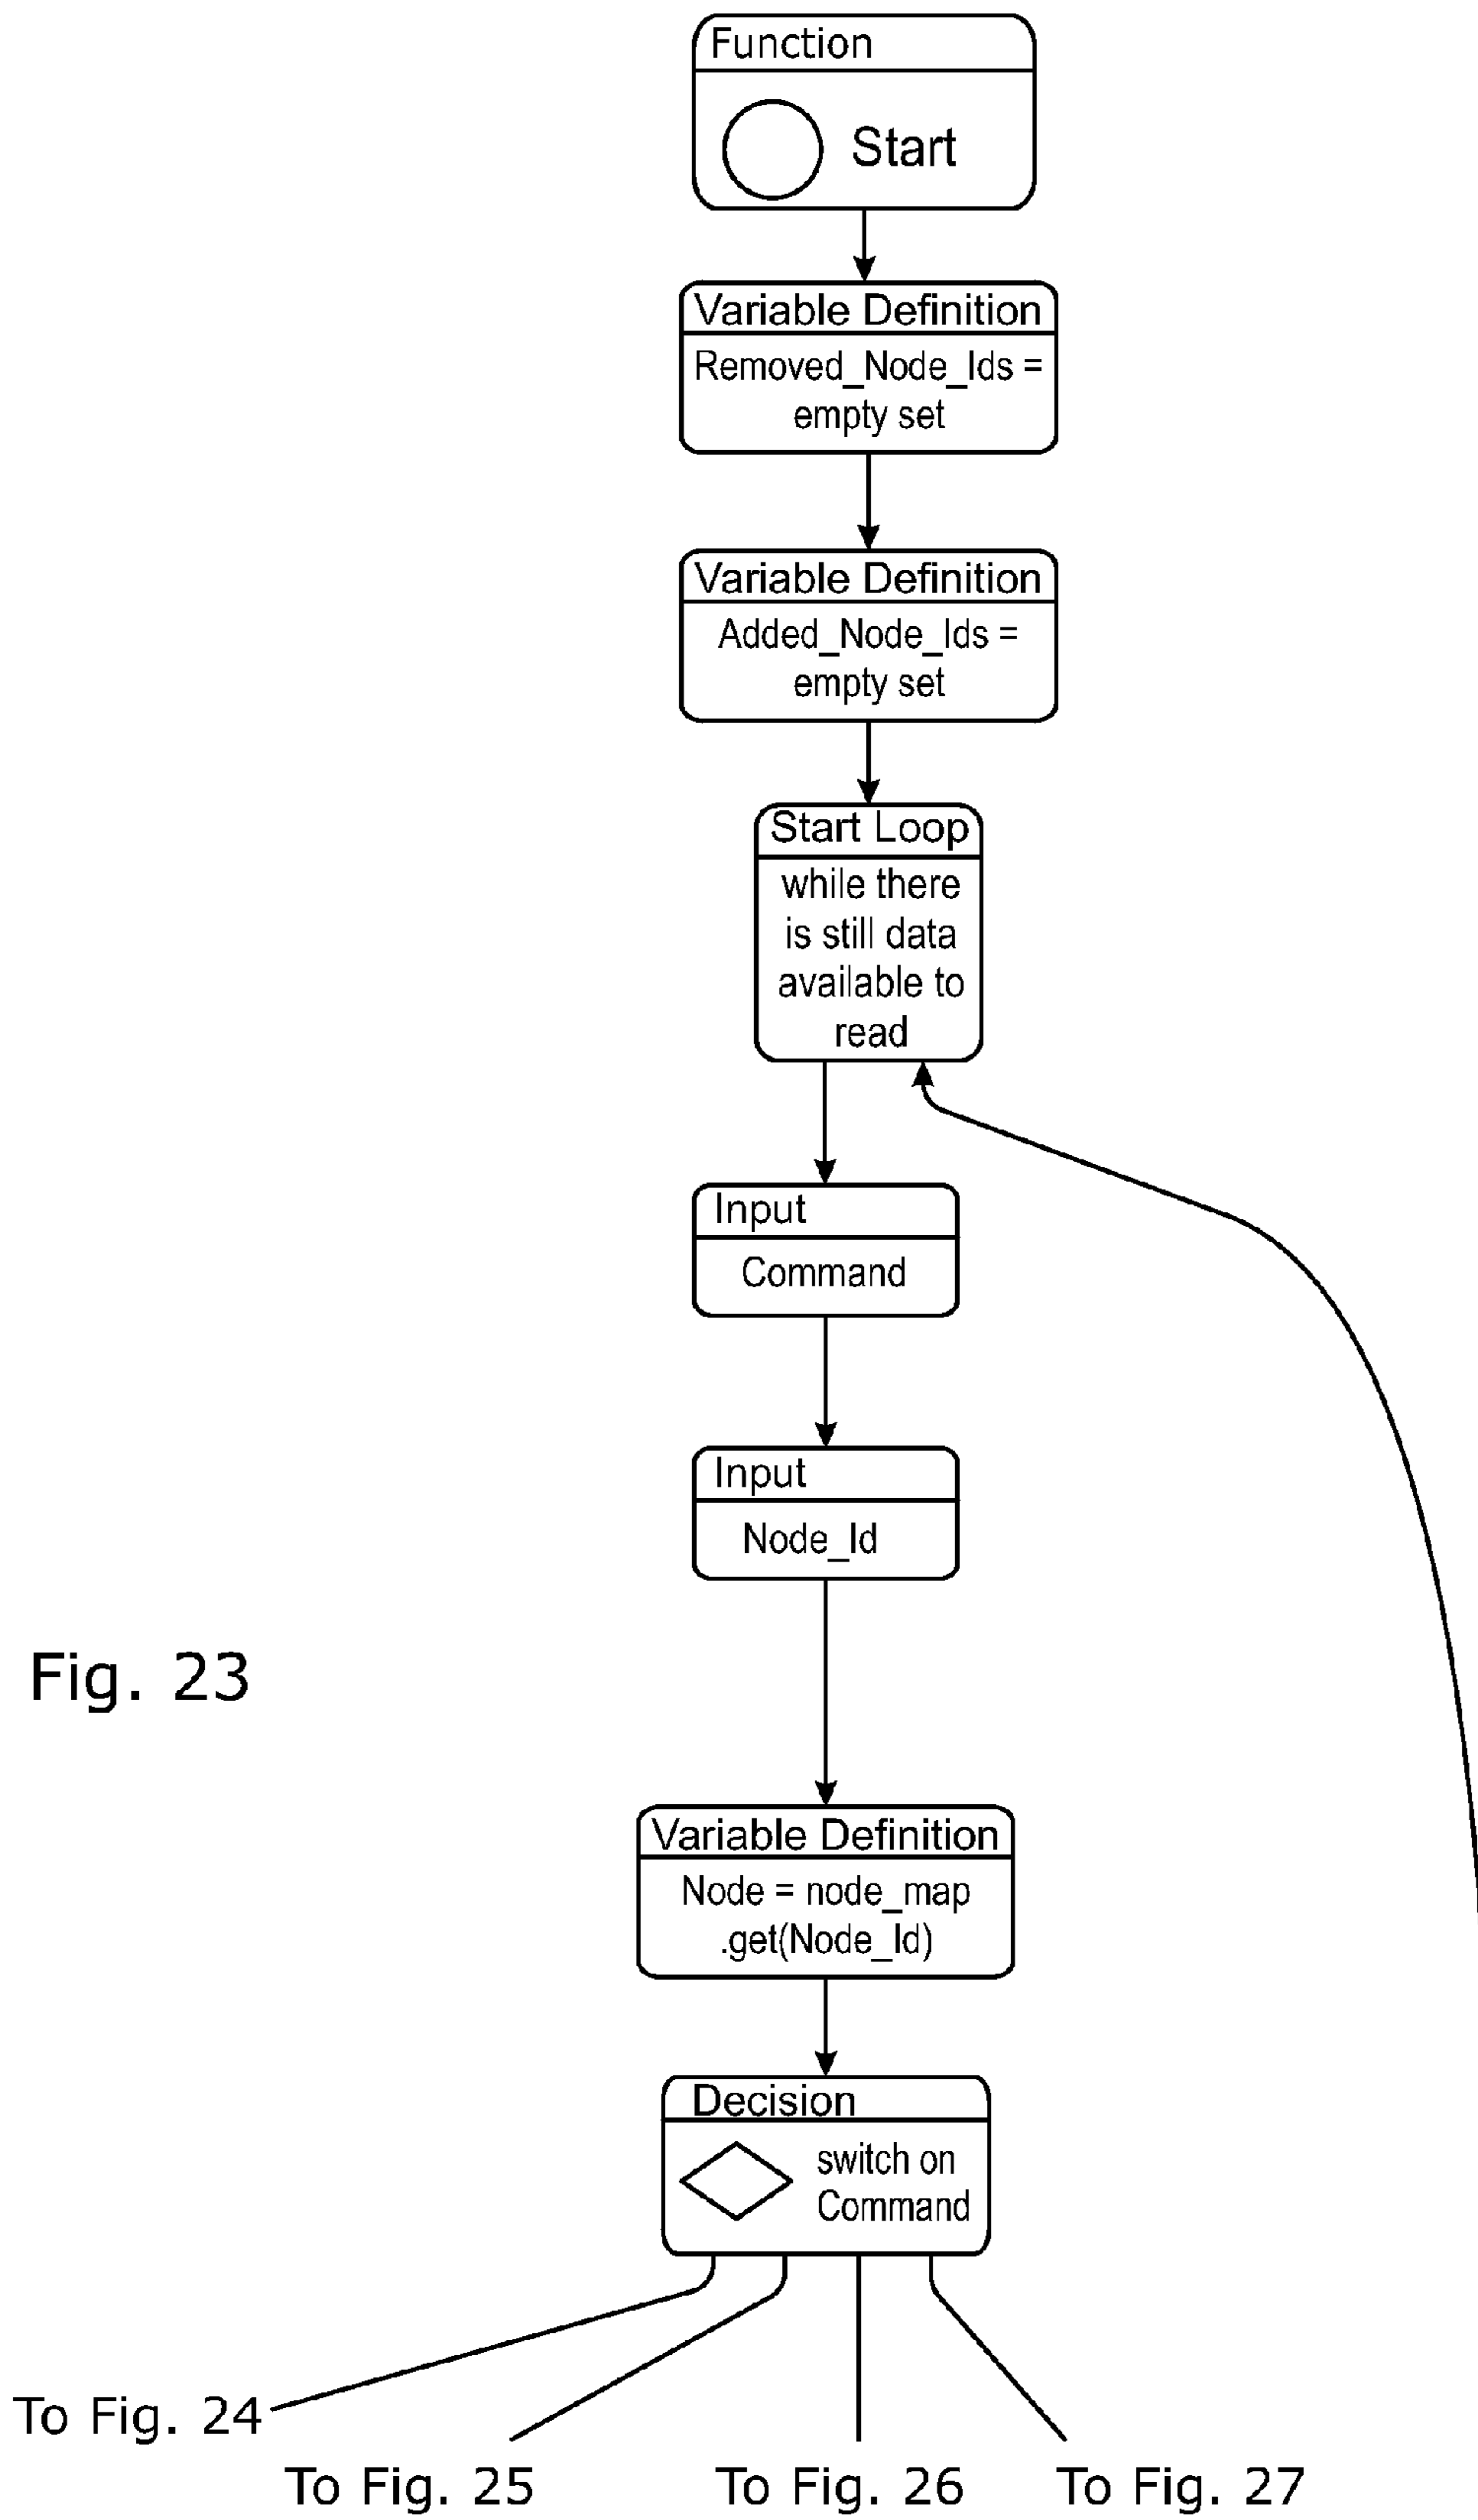 Function
Start
Variable Definition
Removed_Node_Ids =
empty set
Variable Definition
Added_Node_Ids =
empty set
Start Loop
while there
is still data
available to
read
Input
Command
Input
Node_Id
Fig. 23
Variable Definition
Node = node_map
.get(Node_Id)
Decision
switch on
Command
To Fig. 24
To Fig. 25
To Fig. 26
To Fig. 27